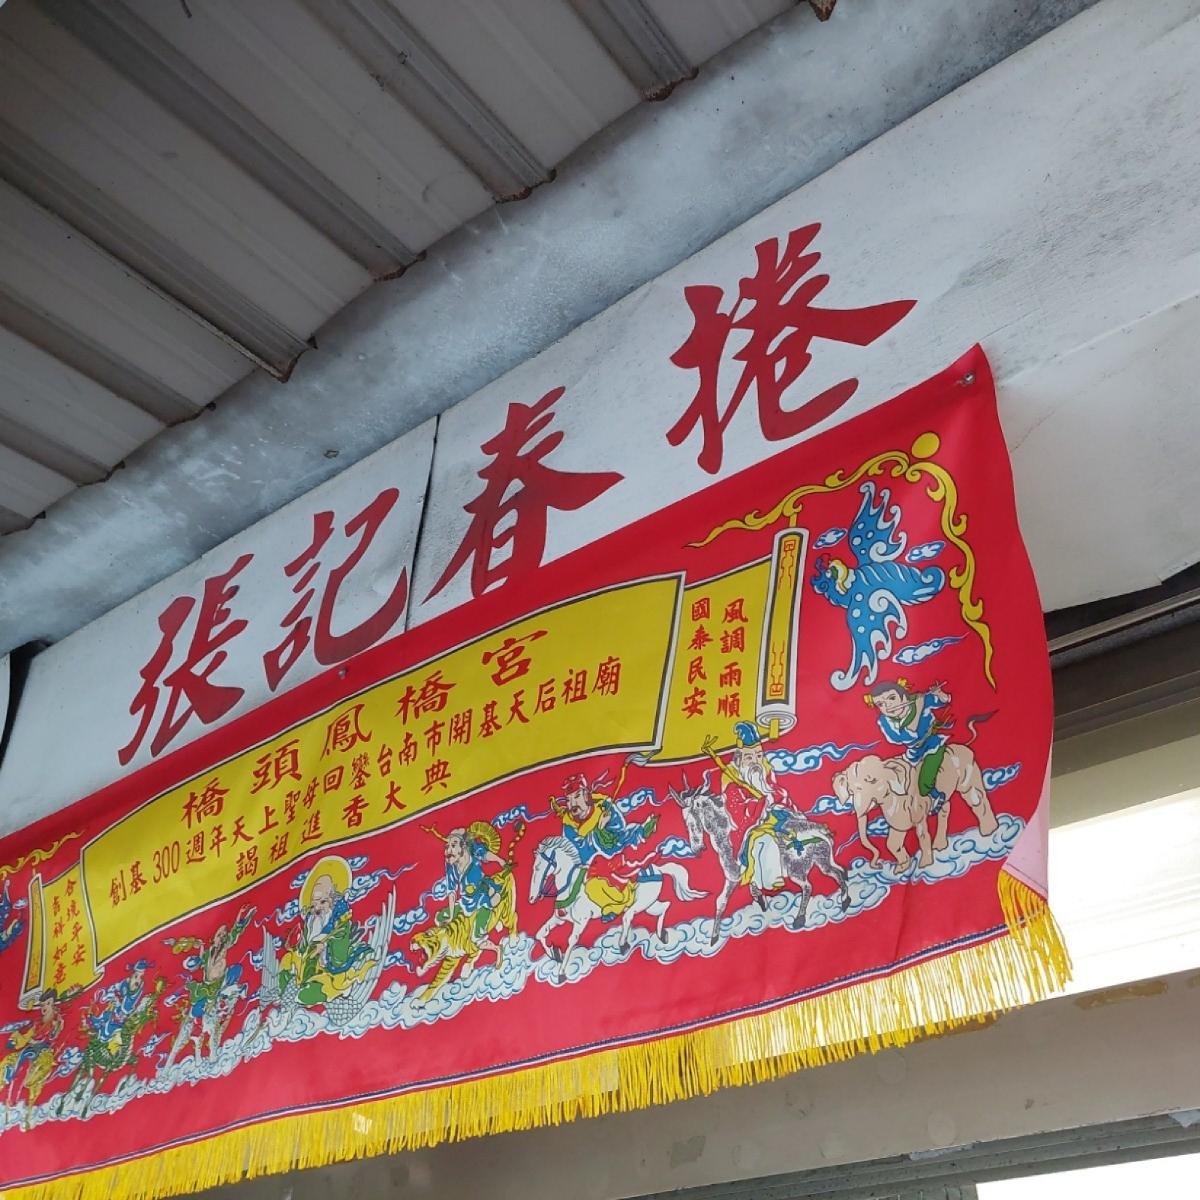 張記春捲
橋頭鳳橋宮
創基300週年天上聖母回鑾台南市開基天后祖廟
謁祖進香大典
風調雨順
國泰民安
合境平安
吉祥如意